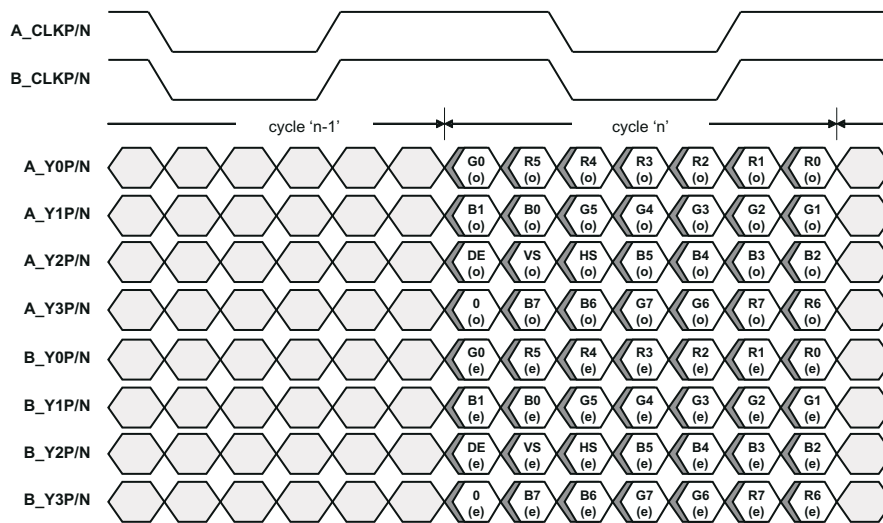 A_CLKP/N
B_CLKP/N
cycle ‘n-1’ cycle ‘n’
A_Y0P/N G0 (o) R5 (o) R4 (o) R3 (o) R2 (o) R1 (o) R0 (o)
A_Y1P/N B1 (o) B0 (o) G5 (o) G4 (o) G3 (o) G2 (o) G1 (o)
A_Y2P/N DE (o) VS (o) HS (o) B5 (o) B4 (o) B3 (o) B2 (o)
A_Y3P/N 0 (o) B7 (o) B6 (o) G7 (o) G6 (o) R7 (o) R6 (o)
B_Y0P/N G0 (e) R5 (e) R4 (e) R3 (e) R2 (e) R1 (e) R0 (e)
B_Y1P/N B1 (e) B0 (e) G5 (e) G4 (e) G3 (e) G2 (e) G1 (e)
B_Y2P/N DE (e) VS (e) HS (e) B5 (e) B4 (e) B3 (e) B2 (e)
B_Y3P/N 0 (e) B7 (e) B6 (e) G7 (e) G6 (e) R7 (e) R6 (e)